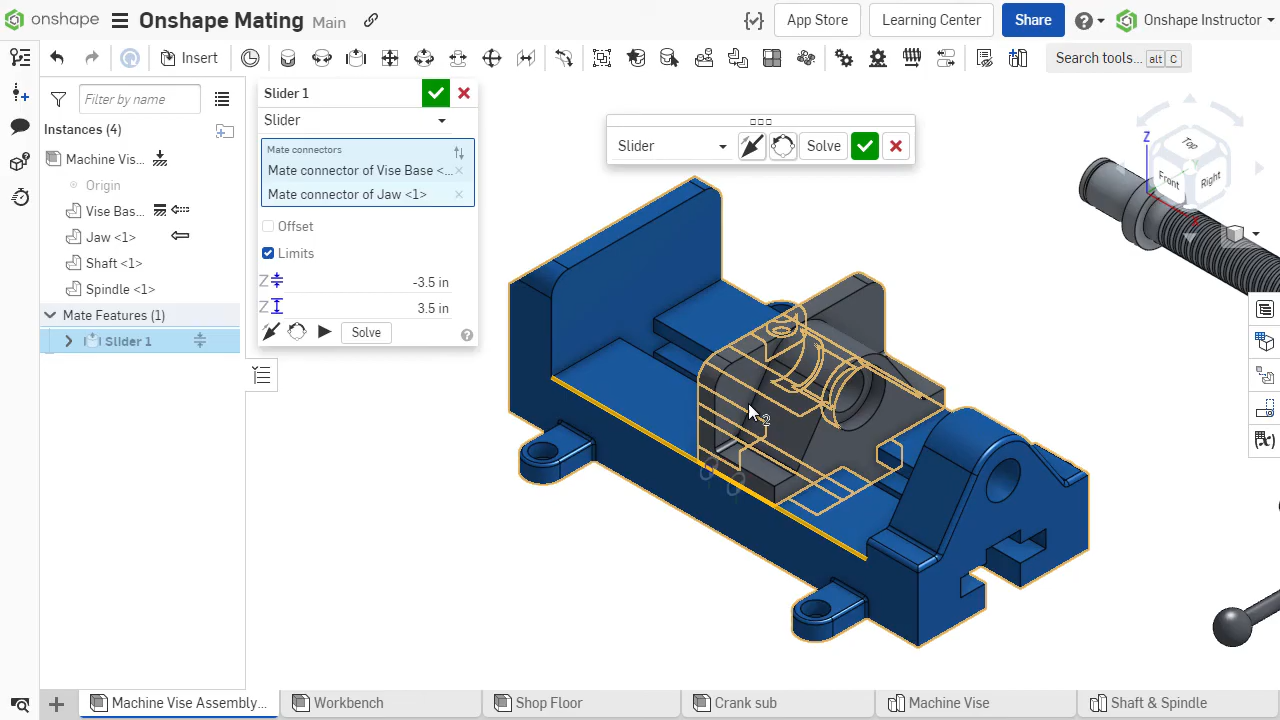 onshape
Onshape Mating Main
App Store
Learning Center
Share
Onshape Instructor
Insert
Search tools... alt C
Filter by name
Instances (4)
Machine Vis...
Origin
Vise Bas...
Jaw <1>
Shaft <1>
Spindle <1>
Mate Features (1)
Slider 1
Slider 1
Slider
Mate connectors
Mate connector of Vise Base <...
Mate connector of Jaw <1>
Offset
Limits
Z -3.5 in
Z 3.5 in
Solve
Slider
Solve
2
Z
Top
Front
Right
X
Machine Vise Assembly...
Workbench
Shop Floor
Crank sub
Machine Vise
Shaft & Spindle